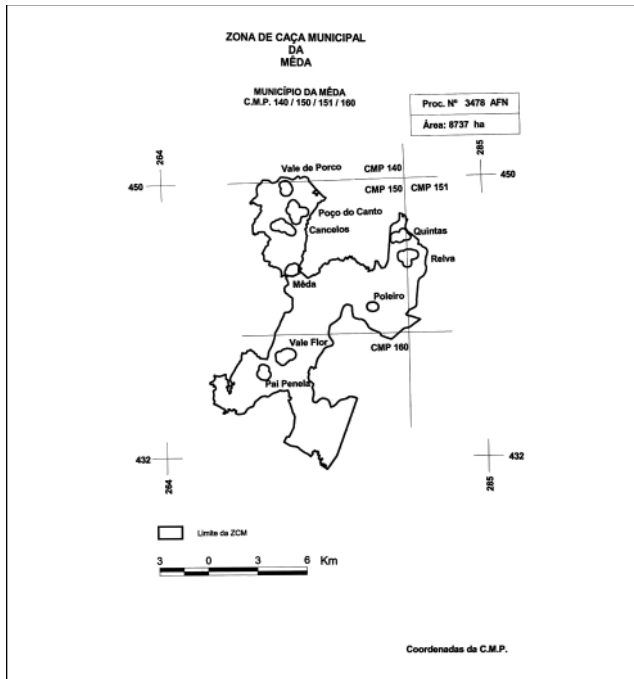 ZONA DE CAÇA MUNICIPAL
DA
MÊDA
MUNICÍPIO DA MÊDA
C.M.P. 140 / 150 / 151 / 160
Proc. Nº 3478 AFN
Área: 8737 ha
264
285
450
450
Vale de Porco
CMP 140
CMP 150
CMP 151
Poço do Canto
Cancelos
Quintas
Relva
Mêda
Poleiro
Vale Flor
CMP 160
Pai Penela
432
432
264
285
Limite da ZCM
3 0 3 6 Km
Coordenadas da C.M.P.